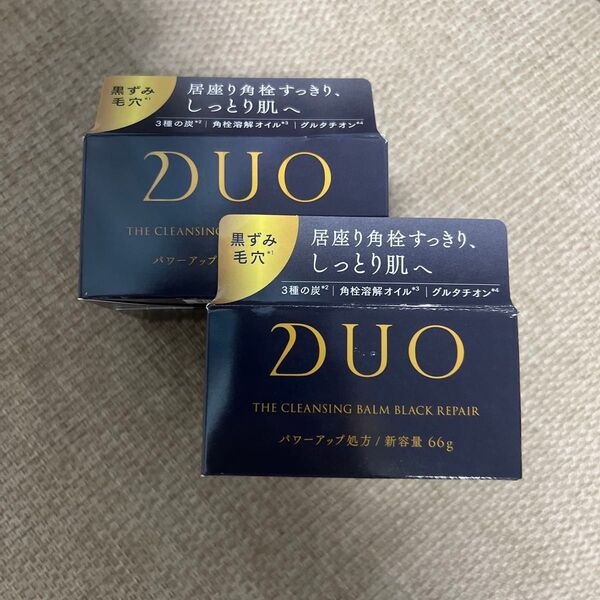 黒ずみ
毛穴*1
居座り角栓すっきり、
しっとり肌へ
3種の炭*2|角栓溶解オイル*3|グルタチオン*4
DUO
THE CLEANSING
パワーアップ
黒ずみ
毛穴*1
居座り角栓すっきり、
しっとり肌へ
3種の炭*2|角栓溶解オイル*3|グルタチオン*4
DUO
THE CLEANSING BALM BLACK REPAIR
パワーアップ処方/新容量 66g